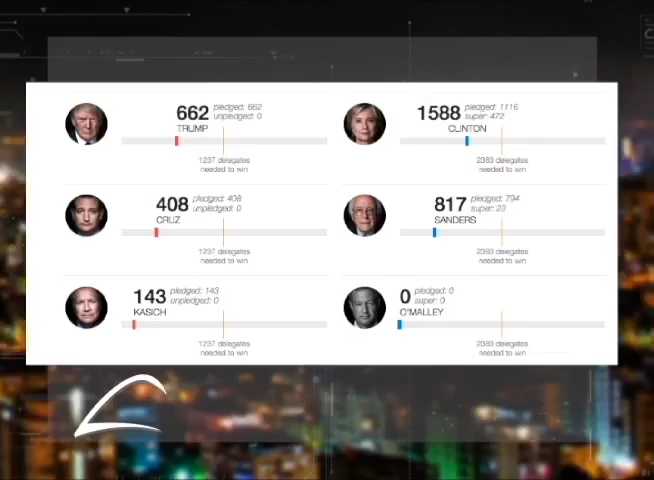 662 pledged: 662
unpledged: 0
TRUMP
1237 delegates
needed to win
1588 pledged: 1116
super: 472
CLINTON
2383 delegates
needed to win
408 pledged: 408
unpledged: 0
CRUZ
1237 delegates
needed to win
817 pledged: 794
super: 23
SANDERS
2383 delegates
needed to win
143 pledged: 143
unpledged: 0
KASICH
1237 delegates
needed to win
0 pledged: 0
super: 0
O'MALLEY
2383 delegates
needed to win